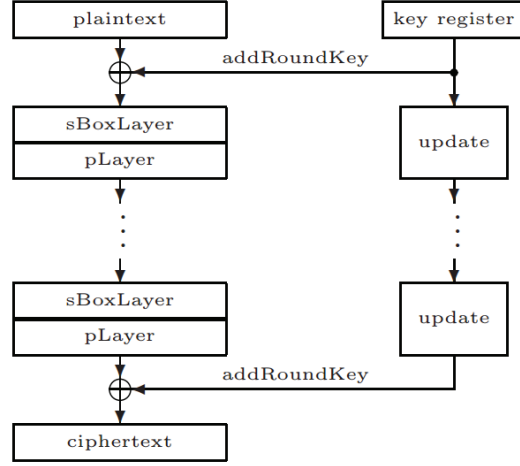 plaintext
key register
addRoundKey
sBoxLayer
pLayer
update
sBoxLayer
pLayer
update
addRoundKey
ciphertext